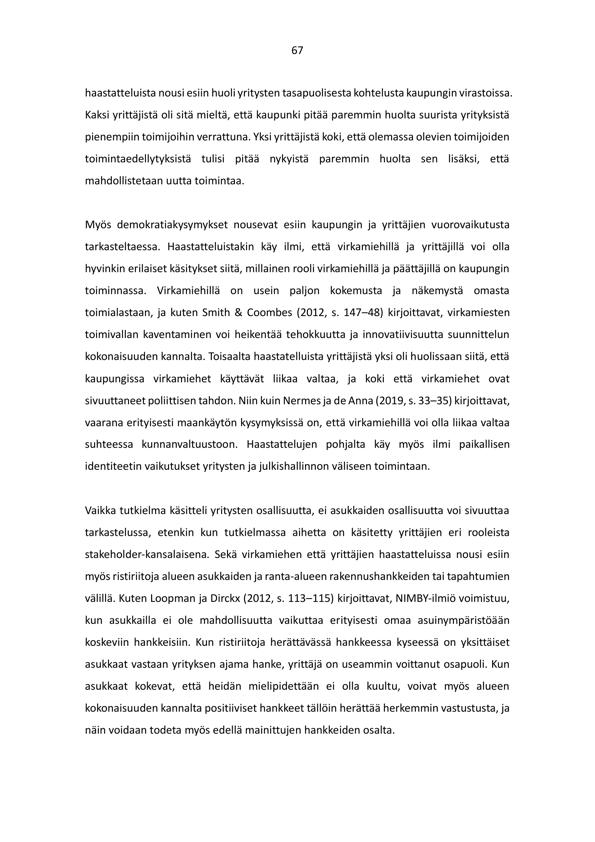 67
haastatteluista nousi esiin huoli yritysten tasapuolisesta kohtelusta kaupungin virastoissa.
Kaksi yrittäjistä oli sitä mieltä, että kaupunki pitää paremmin huolta suurista yrityksistä
pienempiin toimijoihin verrattuna. Yksi yrittäjistä koki, että olemassa olevien toimijoiden
toimintaedellytyksistä tulisi pitää nykyistä paremmin huolta sen lisäksi, että
mahdollistetaan uutta toimintaa.
Myös demokratiakysymykset nousevat esiin kaupungin ja yrittäjien vuorovaikutusta
tarkasteltaessa. Haastatteluistakin käy ilmi, että virkamiehillä ja yrittäjillä voi olla
hyvinkin erilaiset käsitykset siitä, millainen rooli virkamiehillä ja päättäjillä on kaupungin
toiminnassa. Virkamiehillä on usein paljon kokemusta ja näkemystä omasta
toimialastaan, ja kuten Smith & Coombes (2012, s. 147–48) kirjoittavat, virkamiesten
toimivallan kaventaminen voi heikentää tehokkuutta ja innovatiivisuutta suunnittelun
kokonaisuuden kannalta. Toisaalta haastatelluista yrittäjistä yksi oli huolissaan siitä, että
kaupungissa virkamiehet käyttävät liikaa valtaa, ja koki että virkamiehet ovat
sivuuttaneet poliittisen tahdon. Niin kuin Nermes ja de Anna (2019, s. 33–35) kirjoittavat,
vaarana erityisesti maankäytön kysymyksissä on, että virkamiehillä voi olla liikaa valtaa
suhteessa kunnanvaltuustoon. Haastattelujen pohjalta käy myös ilmi paikallisen
identiteetin vaikutukset yritysten ja julkishallinnon väliseen toimintaan.
Vaikka tutkielma käsitteli yritysten osallisuutta, ei asukkaiden osallisuutta voi sivuuttaa
tarkastelussa, etenkin kun tutkielmassa aihetta on käsitetty yrittäjien eri rooleista
stakeholder-kansalaisena. Sekä virkamiehen että yrittäjien haastatteluissa nousi esiin
myös ristiriitoja alueen asukkaiden ja ranta-alueen rakennushankkeiden tai tapahtumien
välillä. Kuten Loopman ja Dirckx (2012, s. 113–115) kirjoittavat, NIMBY-ilmiö voimistuu,
kun asukkailla ei ole mahdollisuutta vaikuttaa erityisesti omaa asuinympäristöään
koskeviin hankkeisiin. Kun ristiriitoja herättävässä hankkeessa kyseessä on yksittäiset
asukkaat vastaan yrityksen ajama hanke, yrittäjä on useammin voittanut osapuoli. Kun
asukkaat kokevat, että heidän mielipidettään ei olla kuultu, voivat myös alueen
kokonaisuuden kannalta positiiviset hankkeet tällöin herättää herkemmin vastustusta, ja
näin voidaan todeta myös edellä mainittujen hankkeiden osalta.